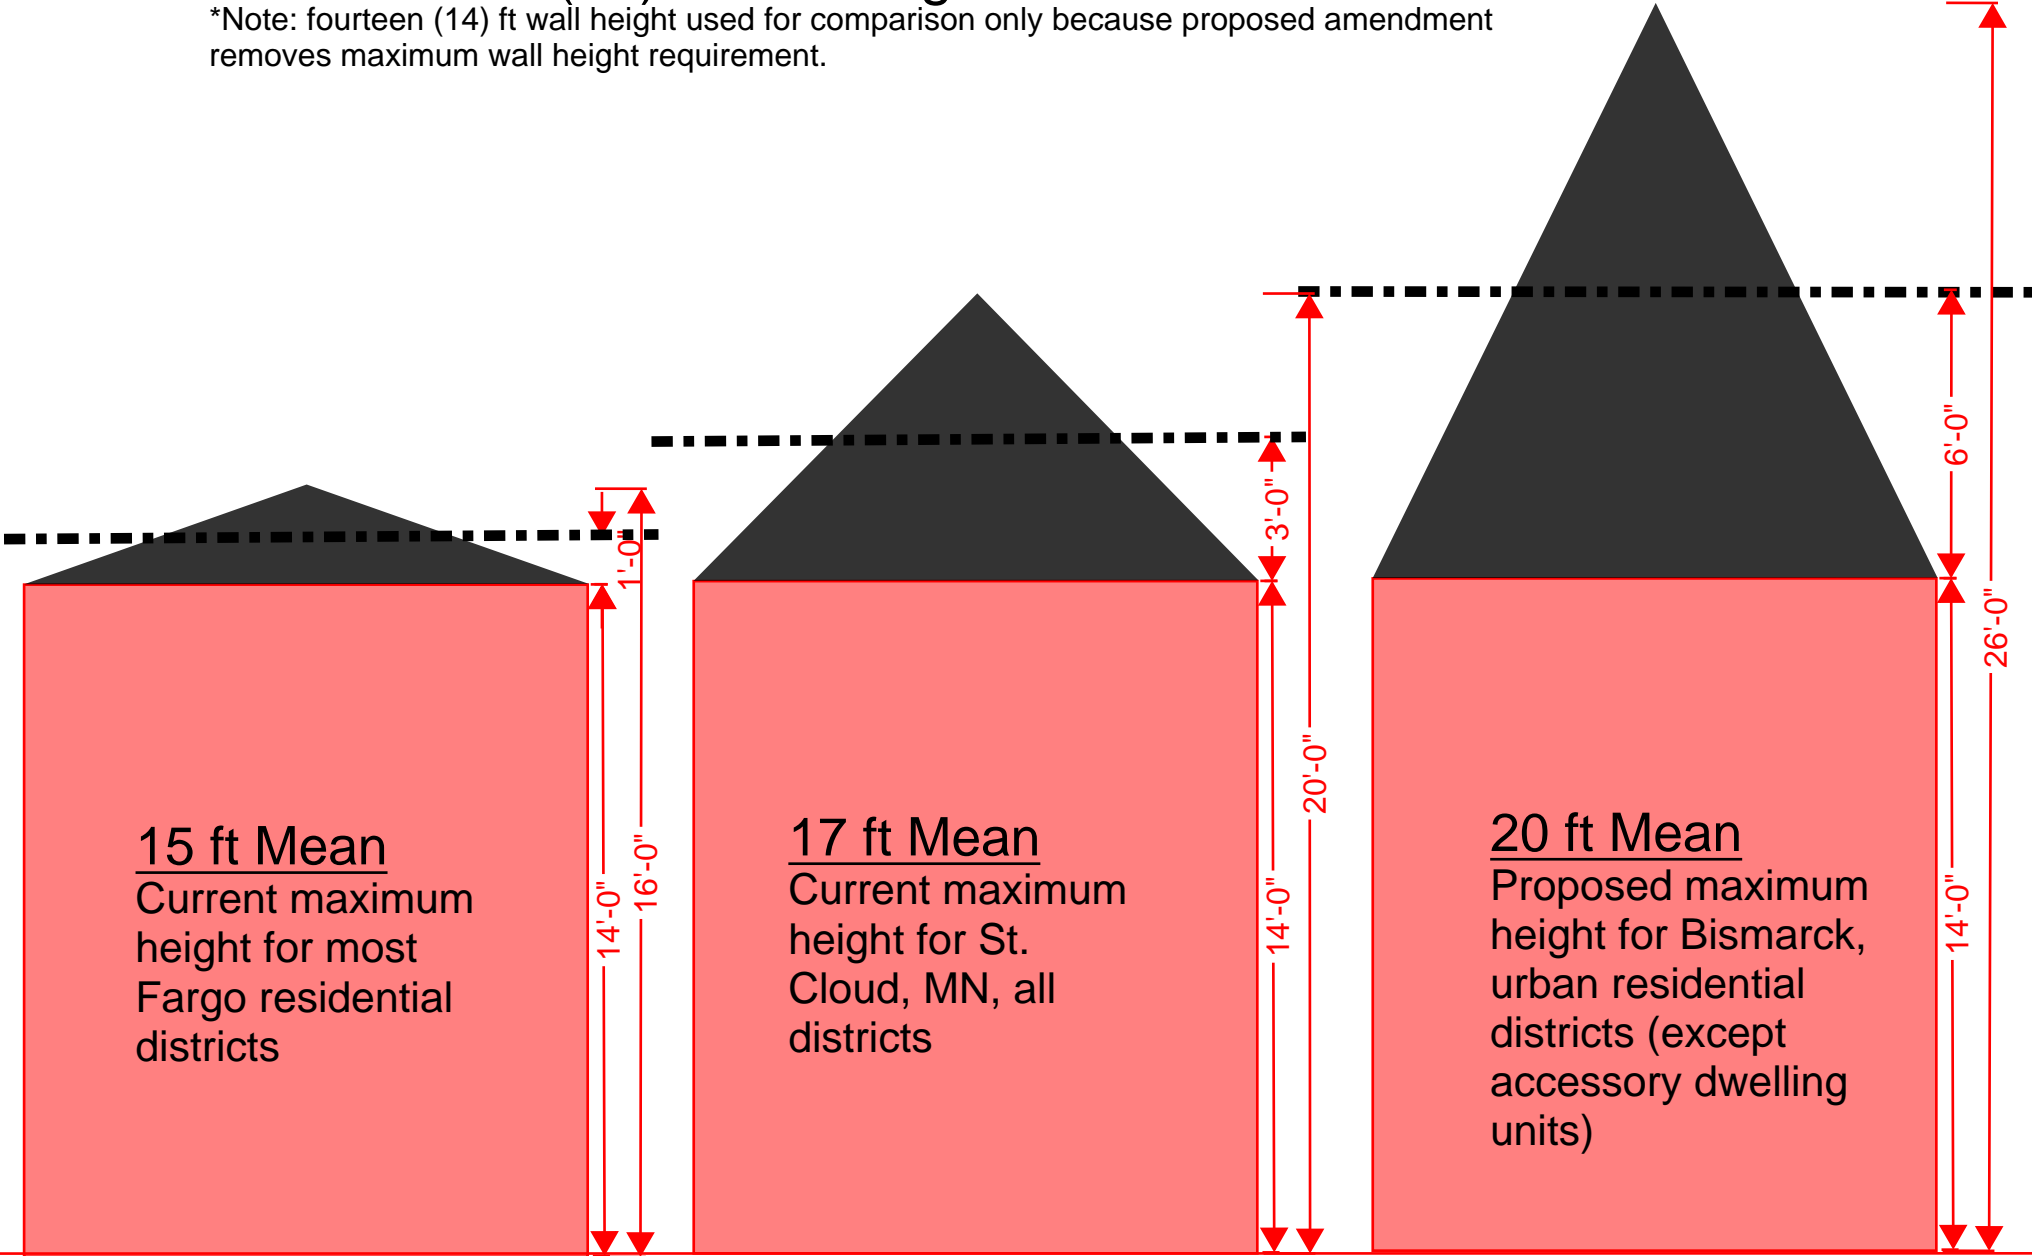 *Note: fourteen (14) ft wall height used for comparison only because proposed amendment
removes maximum wall height requirement.
1'-0"
14'-0"
16'-0"
15 ft Mean
Current maximum
height for most
Fargo residential
districts
3'-0"
14'-0"
20'-0"
17 ft Mean
Current maximum
height for St.
Cloud, MN, all
districts
6'-0"
14'-0"
26'-0"
20 ft Mean
Proposed maximum
height for Bismarck,
urban residential
districts (except
accessory dwelling
units)